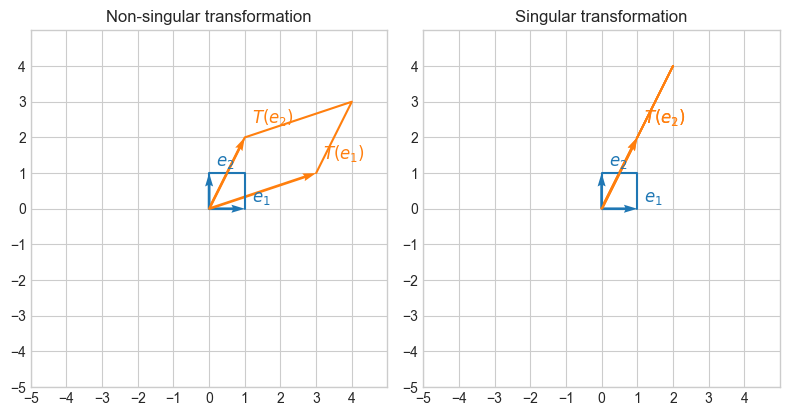 Non-singular transformation
Singular transformation
4
3
2
1
0
−1
−2
−3
−4
−5
−5 −4 −3 −2 −1 0 1 2 3 4
T(e₂)
T(e₁)
e₂
e₁
4
3
2
1
0
−1
−2
−3
−4
−5
−5 −4 −3 −2 −1 0 1 2 3 4
e₂
e₁